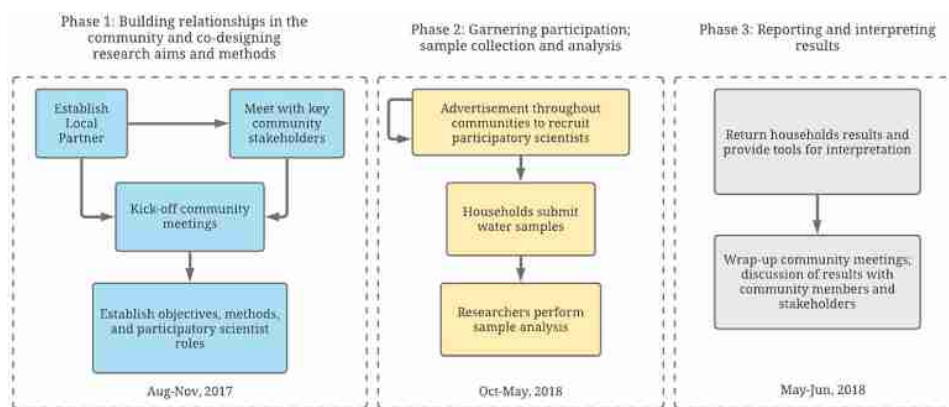 Phase 1: Building relationships in the
community and co-designing
research aims and methods
Establish
Local
Partner
Meet with key
community
stakeholders
Kick-off community
meetings
Establish objectives, methods,
and participatory scientist
roles
Aug-Nov, 2017
Phase 2: Garnering participation;
sample collection and analysis
Advertisement throughout
communities to recruit
participatory scientists
Households submit
water samples
Researchers perform
sample analysis
Oct-May, 2018
Phase 3: Reporting and interpreting
results
Return households results and
provide tools for interpretation
Wrap-up community meetings,
discussion of results with
community members and
stakeholders
May-Jun, 2018